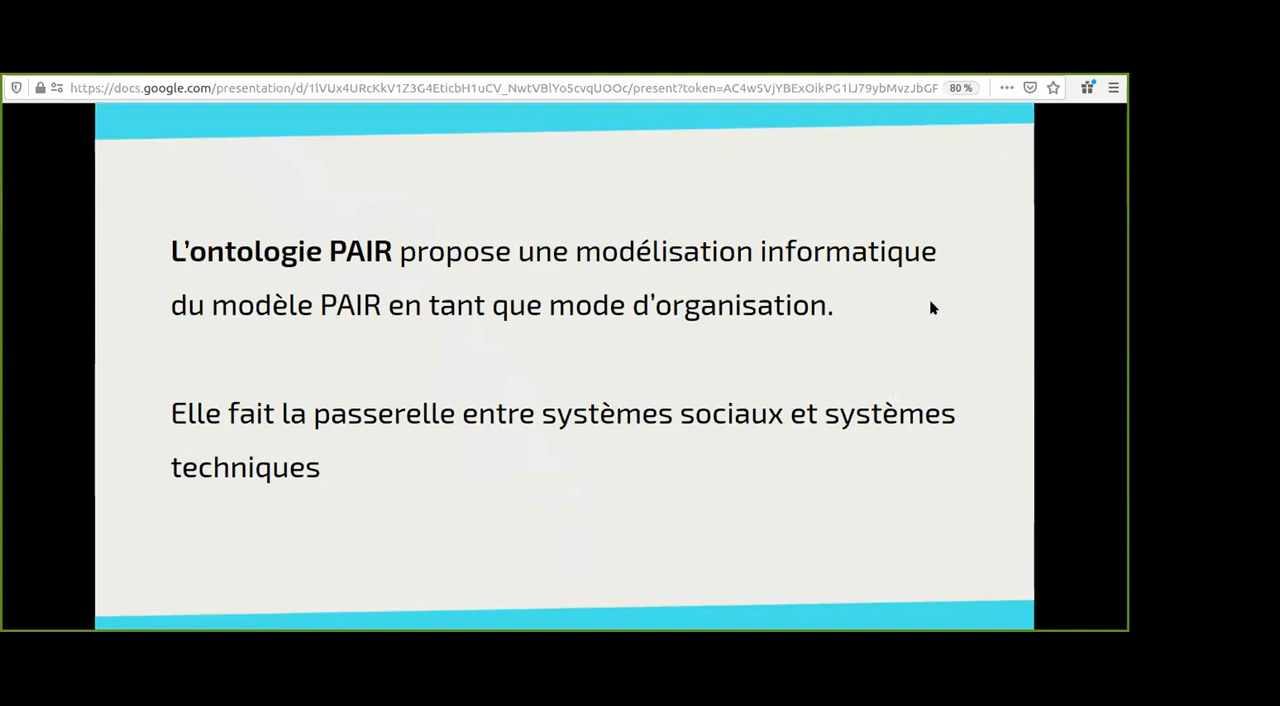 https://docs.google.com/presentation/d/1lVUx4URcKkV1ZZG4EticbH1uCV_NwtVBlYo5cvqUOOc/present?token=AC4w5VjYBExOikPG1lJ79ybMvzJbGF 80 %
L’ontologie PAIR propose une modélisation informatique
du modèle PAIR en tant que mode d’organisation.
Elle fait la passerelle entre systèmes sociaux et systèmes
techniques